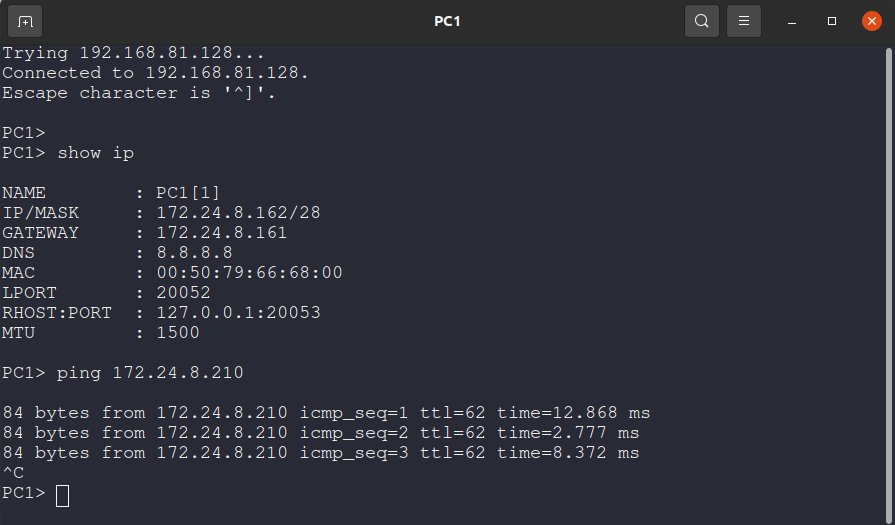 PC1
Trying 192.168.81.128...
Connected to 192.168.81.128.
Escape character is '^]'.
PC1>
PC1> show ip
NAME        : PC1[1]
IP/MASK     : 172.24.8.162/28
GATEWAY     : 172.24.8.161
DNS         : 8.8.8.8
MAC         : 00:50:79:66:68:00
LPORT       : 20052
RHOST:PORT  : 127.0.0.1:20053
MTU         : 1500
PC1> ping 172.24.8.210
84 bytes from 172.24.8.210 icmp_seq=1 ttl=62 time=12.868 ms
84 bytes from 172.24.8.210 icmp_seq=2 ttl=62 time=2.777 ms
84 bytes from 172.24.8.210 icmp_seq=3 ttl=62 time=8.372 ms
^C
PC1>